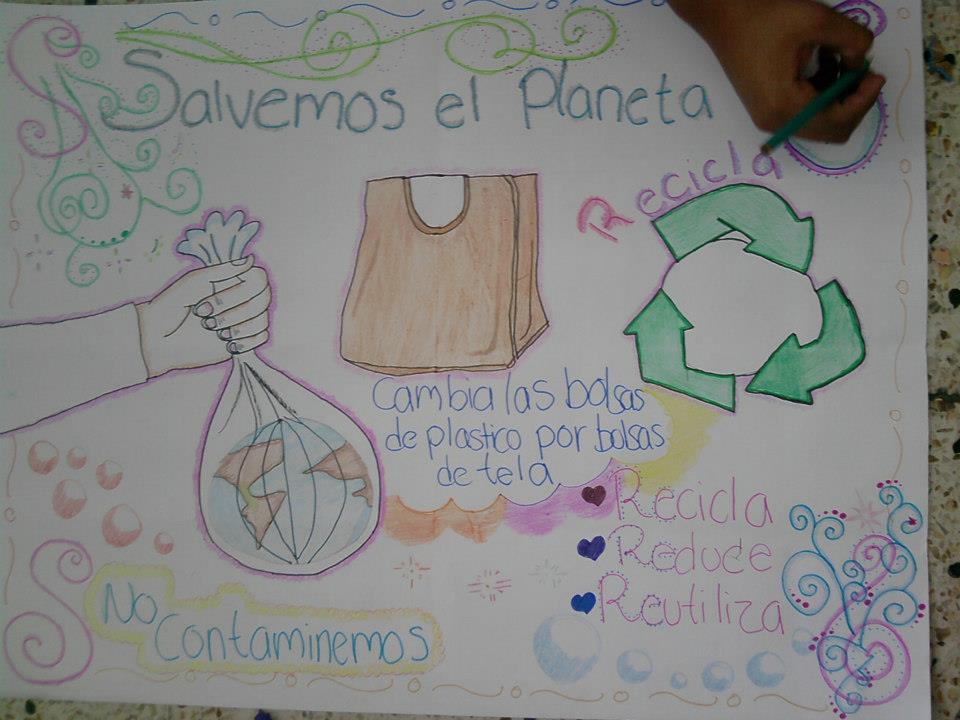 Salvemos el Planeta
Recicla
Cambia las bolsas
de plastico por bolsas
de tela
Recicla
Reduce
Reutiliza
No
Contaminemos